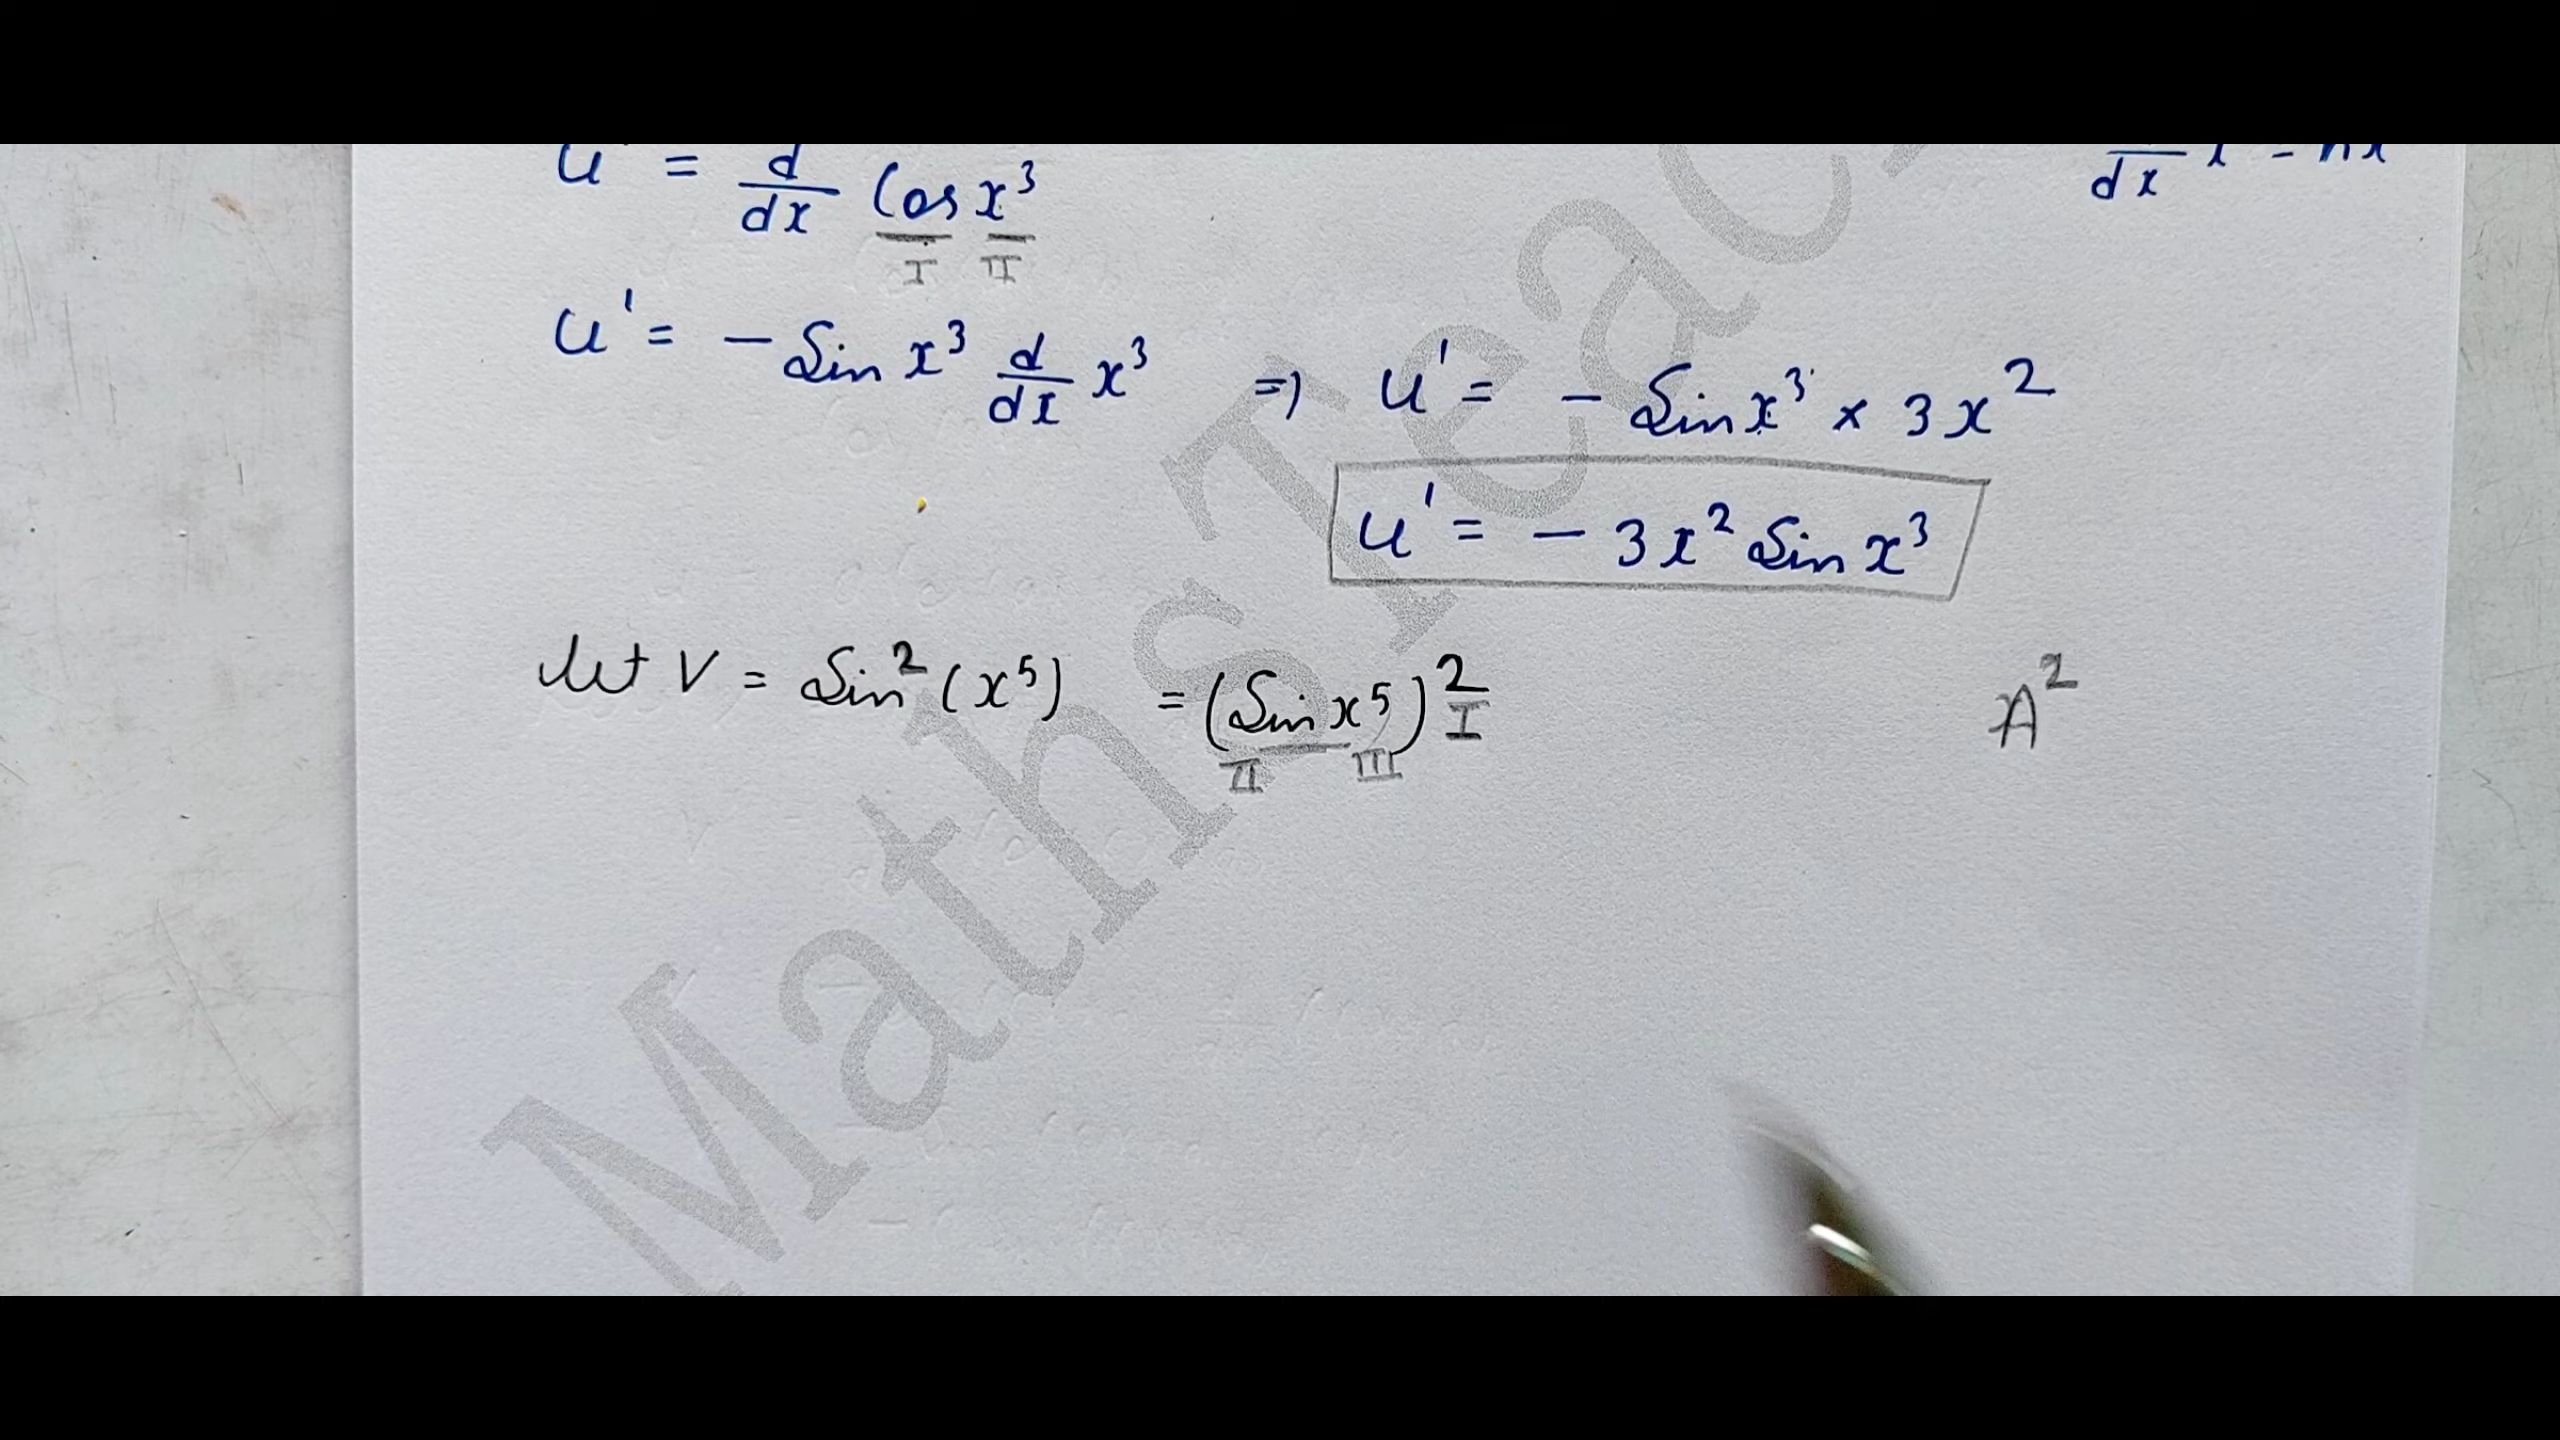 u' = d/dx Cos x³
I II
u' = - Sin x³ d/dx x³ => u' = - Sin x³ × 3x²
u' = - 3x² Sin x³
let V = Sin² (x⁵) = (Sin x⁵)² A²
I
II III
Maths